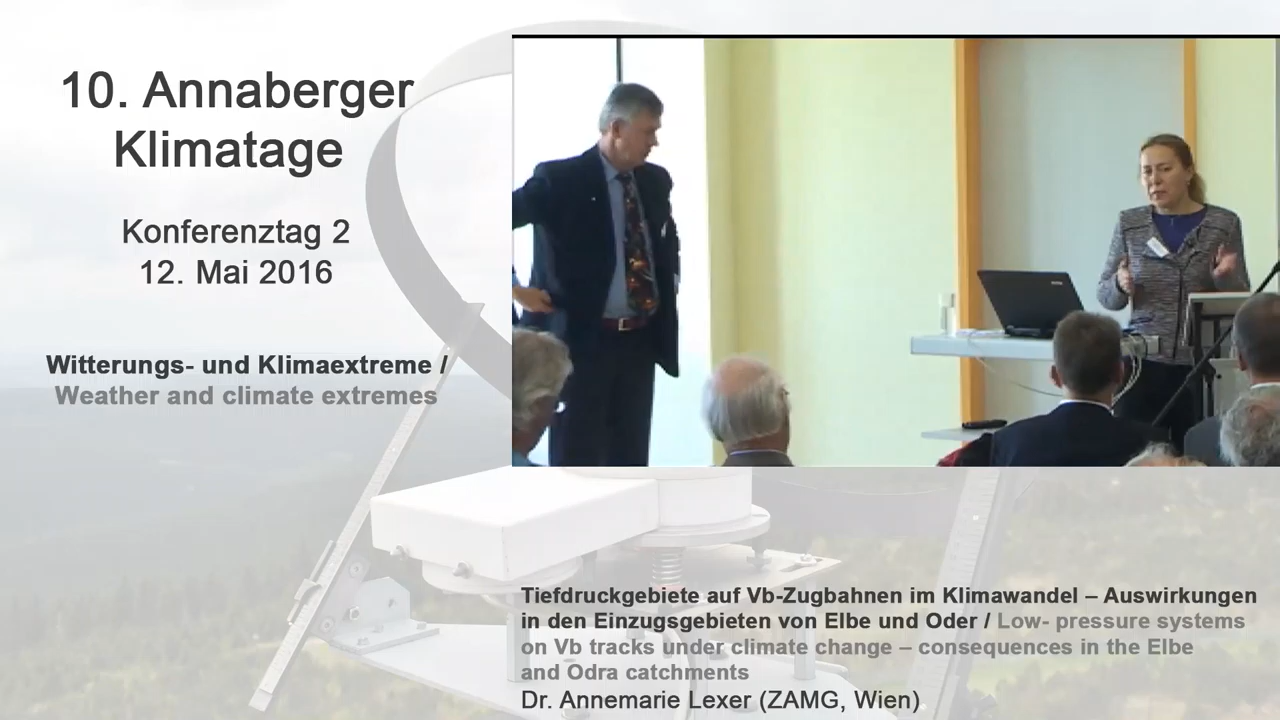 10. Annaberger
Klimatage
Konferenztag 2
12. Mai 2016
Witterungs- und Klimaextreme /
Weather and climate extremes
Tiefdruckgebiete auf Vb-Zugbahnen im Klimawandel – Auswirkungen
in den Einzugsgebieten von Elbe und Oder / Low- pressure systems
on Vb tracks under climate change – consequences in the Elbe
and Odra catchments
Dr. Annemarie Lexer (ZAMG, Wien)